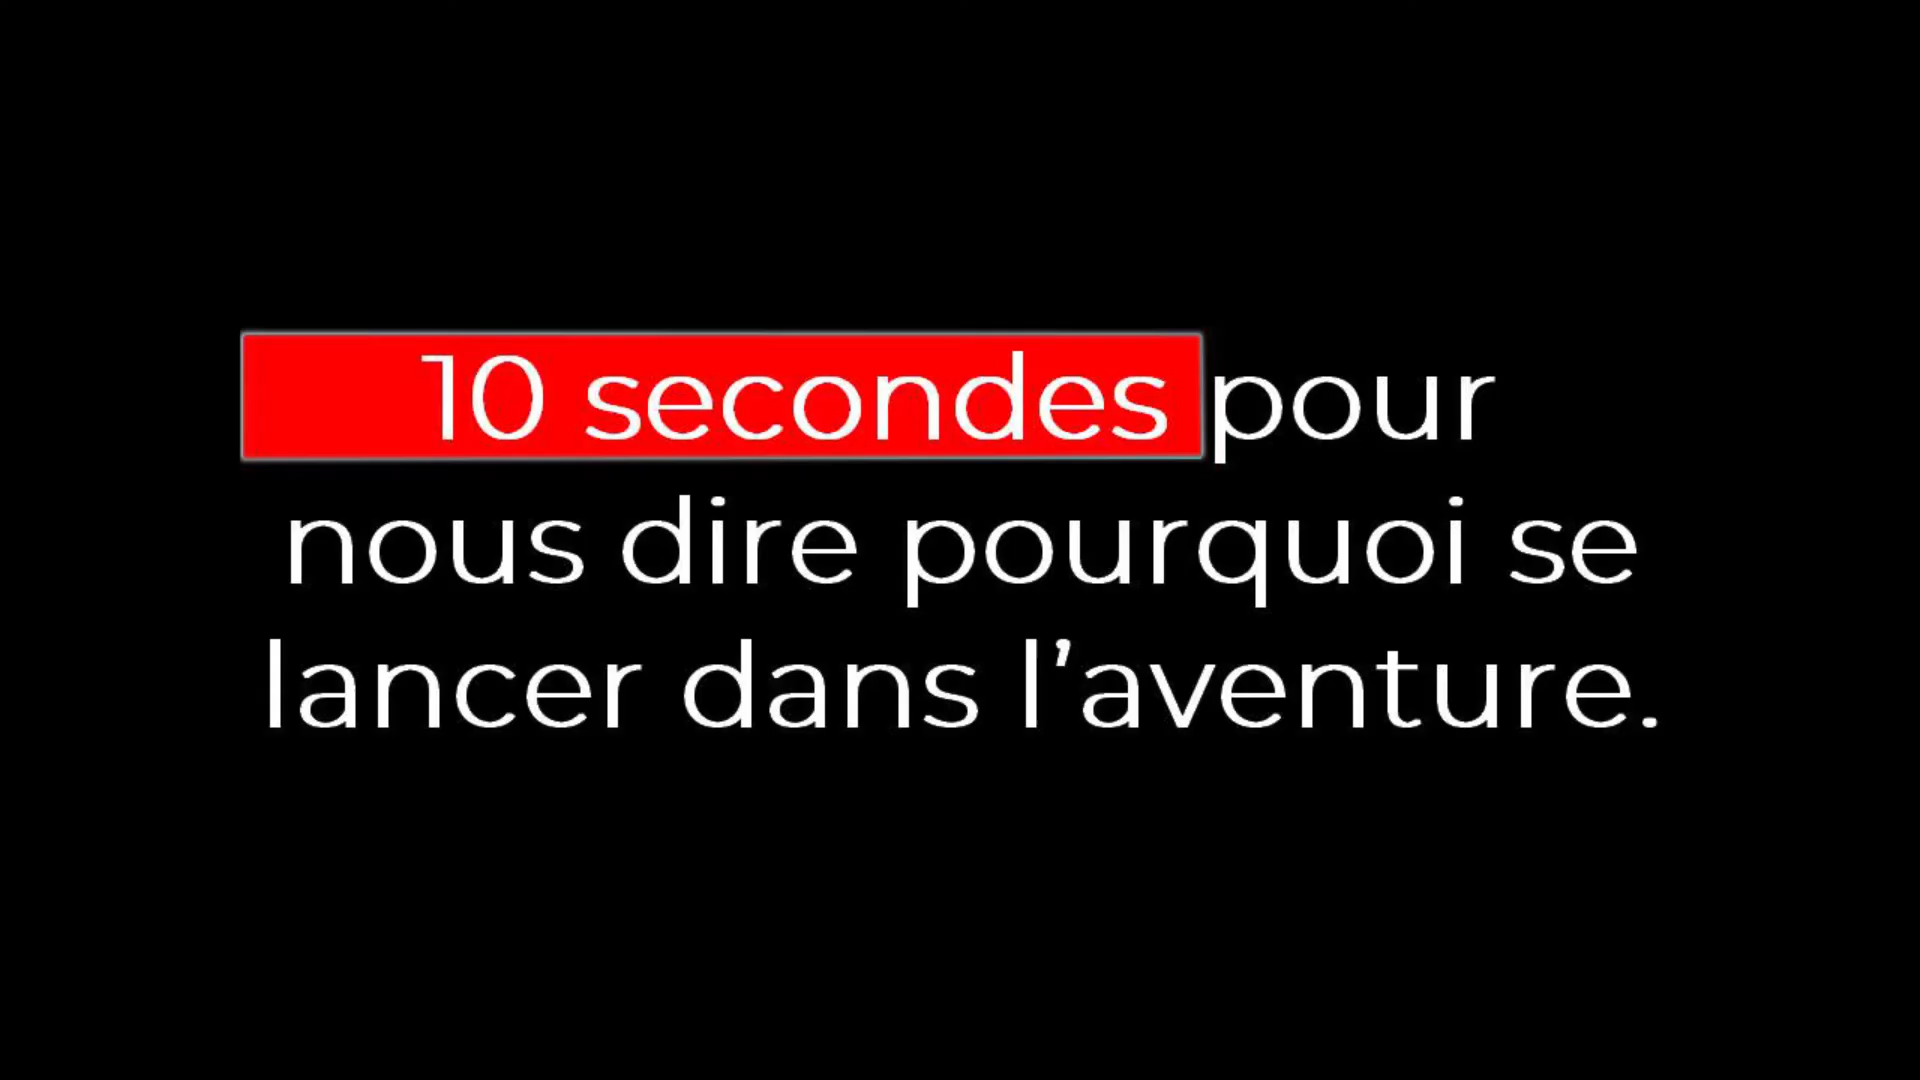 10 secondes pour
nous dire pourquoi se
lancer dans l’aventure.